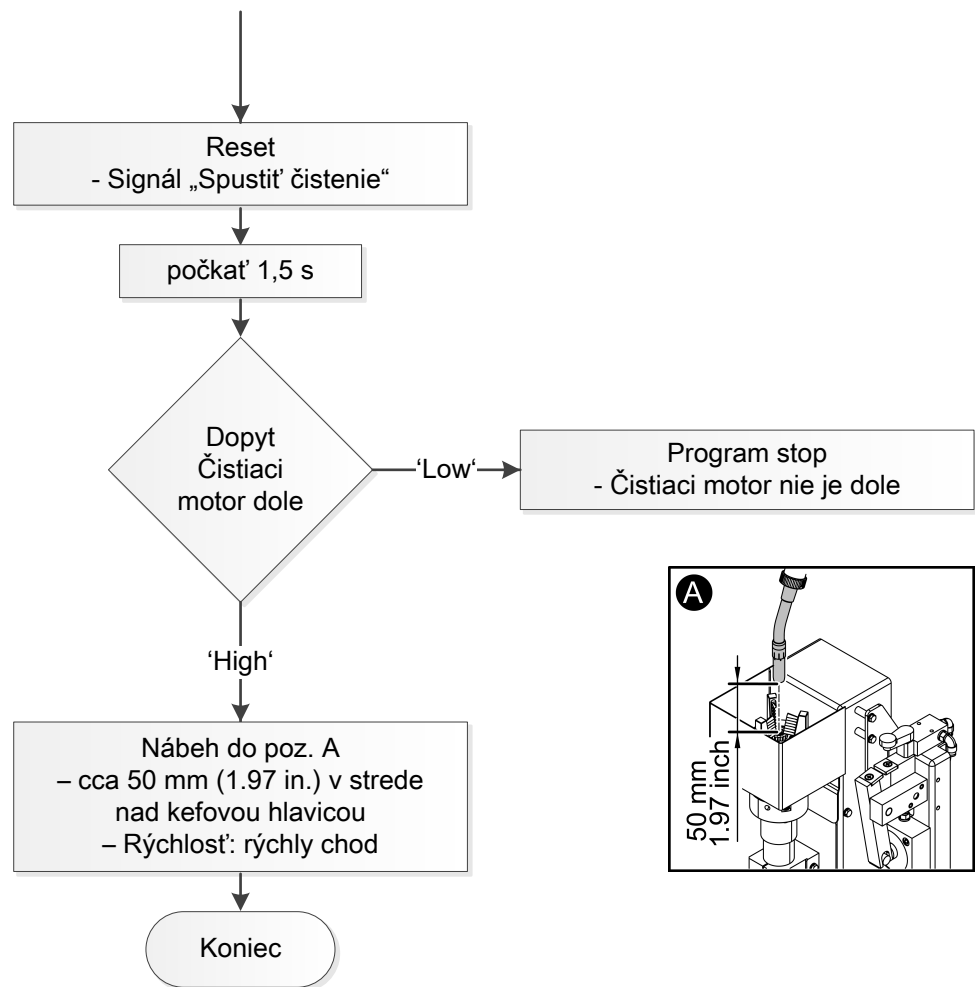 Reset
- Signál „Spustiť čistenie“
počkať 1,5 s
Dopyt
Čistiaci
motor dole
‘Low‘
Program stop
- Čistiaci motor nie je dole
‘High‘
Nábeh do poz. A
– cca 50 mm (1.97 in.) v strede
nad kefovou hlavicou
– Rýchlosť: rýchly chod
Koniec
A
50 mm
1.97 inch